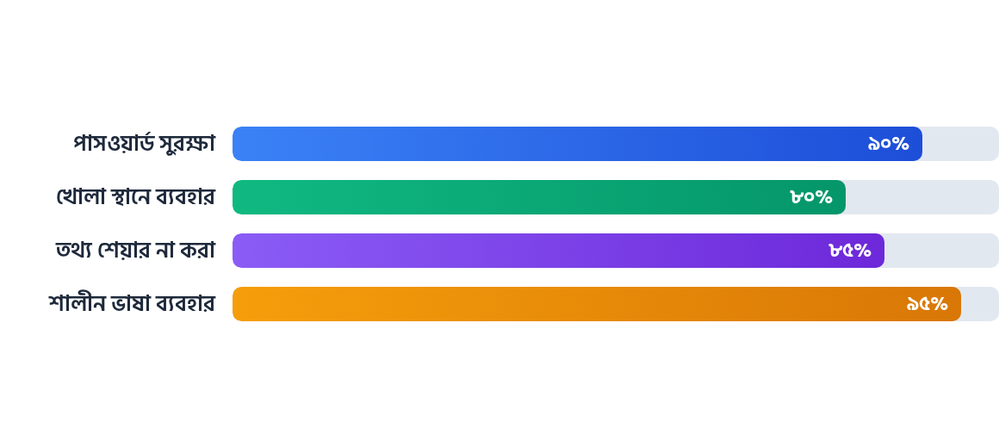 পাসওয়ার্ড সুরক্ষা ৯০%
খোলা স্থানে ব্যবহার ৮০%
তথ্য শেয়ার না করা ৮৫%
শালীন ভাষা ব্যবহার ৯৫%